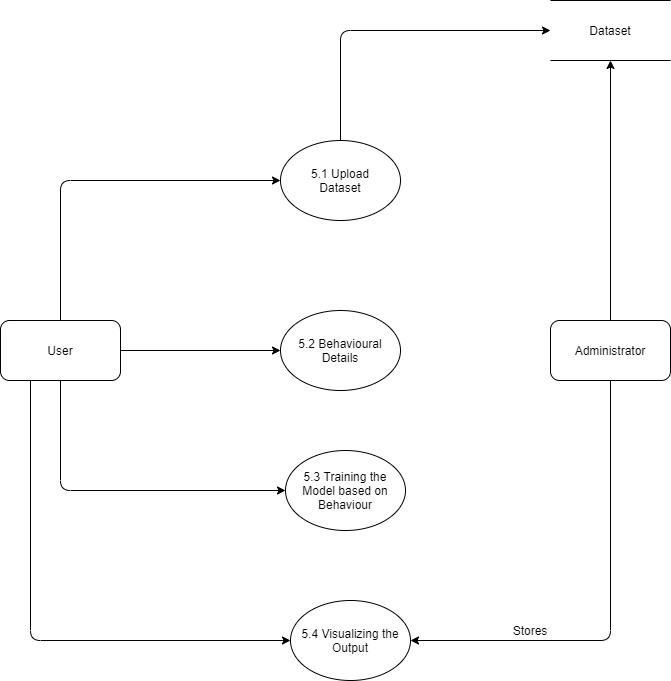 Dataset
5.1 Upload
Dataset
User
5.2 Behavioural
Details
Administrator
5.3 Training the
Model based on
Behaviour
Stores
5.4 Visualizing the
Output